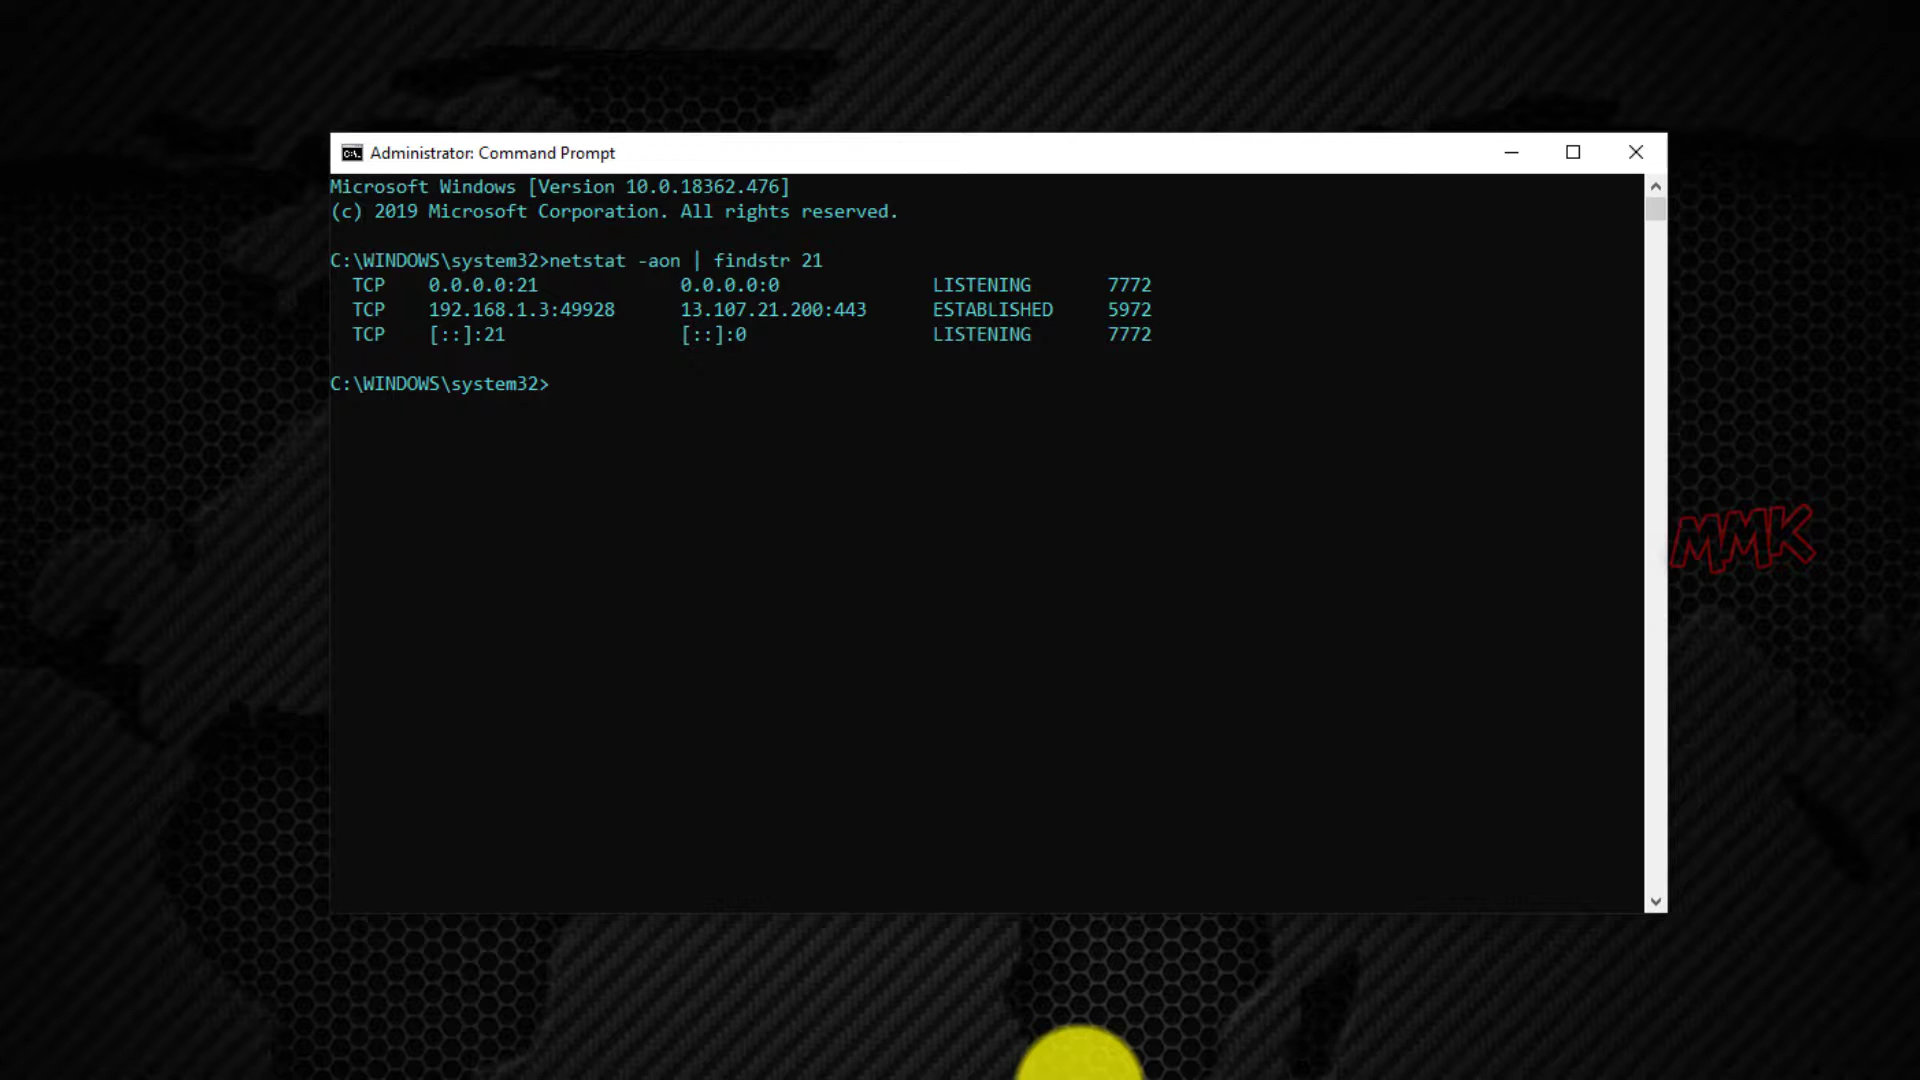 Administrator: Command Prompt
Microsoft Windows [Version 10.0.18362.476]
(c) 2019 Microsoft Corporation. All rights reserved.
C:\WINDOWS\system32>netstat -aon | findstr 21
TCP 0.0.0.0:21 0.0.0.0:0 LISTENING 7772
TCP 192.168.1.3:49928 13.107.21.200:443 ESTABLISHED 5972
TCP [::]:21 [::]:0 LISTENING 7772
C:\WINDOWS\system32>
MMK